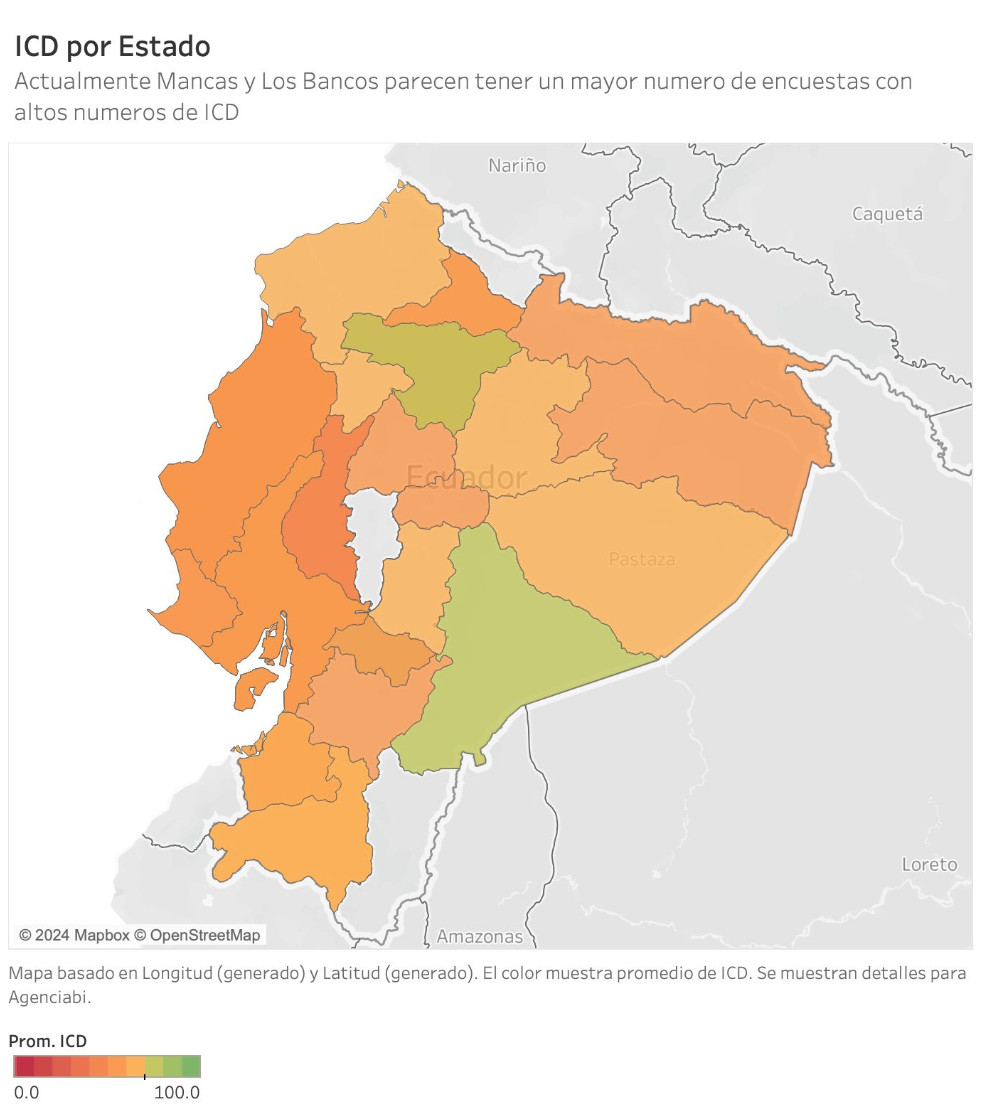 ICD por Estado
Actualmente Mancas y Los Bancos parecen tener un mayor numero de encuestas con
altos numeros de ICD
Nariño
Caquetá
Ecuador
Pastaza
Loreto
© 2024 Mapbox © OpenStreetMap
Amazonas
Mapa basado en Longitud (generado) y Latitud (generado). El color muestra promedio de ICD. Se muestran detalles para
Agenciabi.
Prom. ICD
0.0 100.0